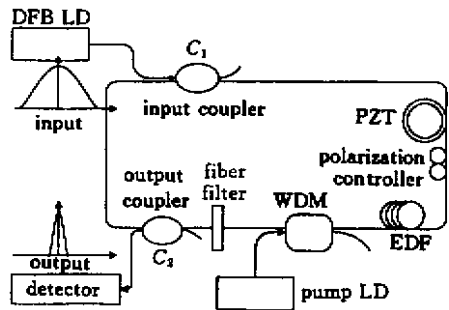 DFB LD
C₁
input
input coupler
PZT
polarization
controller
output
coupler
fiber
filter
WDM
EDF
output
C₂
detector
pump LD